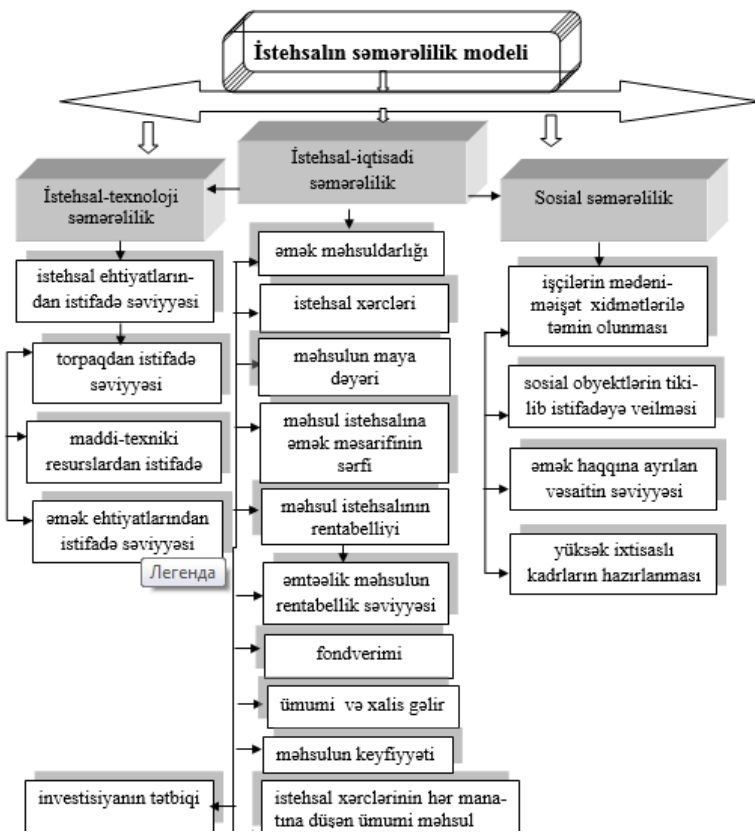 İstehsalın səmərəlilik modeli
İstehsal-texnoloji
səmərəlilik
istehsal ehtiyatların-
dan istifadə səviyyəsi
torpaqdan istifadə
səviyyəsi
maddi-texniki
resurslardan istifadə
əmək ehtiyatlarından
istifadə səviyyəsi
Легенда
investisiyanın tətbiqi
İstehsal-iqtisadi
səmərəlilik
əmək məhsuldarlığı
istehsal xərcləri
məhsulun maya
dəyəri
məhsul istehsalına
əmək məsarifinin
sərfi
məhsul istehsalının
rentabelliyi
əmtəəlik məhsulun
rentabellik səviyyəsi
fondverimi
ümumi və xalis gəlir
məhsulun keyfiyyəti
istehsal xərclərinin hər mana-
tına düşən ümumi məhsul
Sosial səmərəlilik
işçilərin mədəni-
məişət xidmətlərilə
təmin olunması
sosial obyektlərin tiki-
lib istifadəyə veilməsi
əmək haqqına ayrılan
vəsaitin səviyyəsi
yüksək ixtisaslı
kadrların hazırlanması